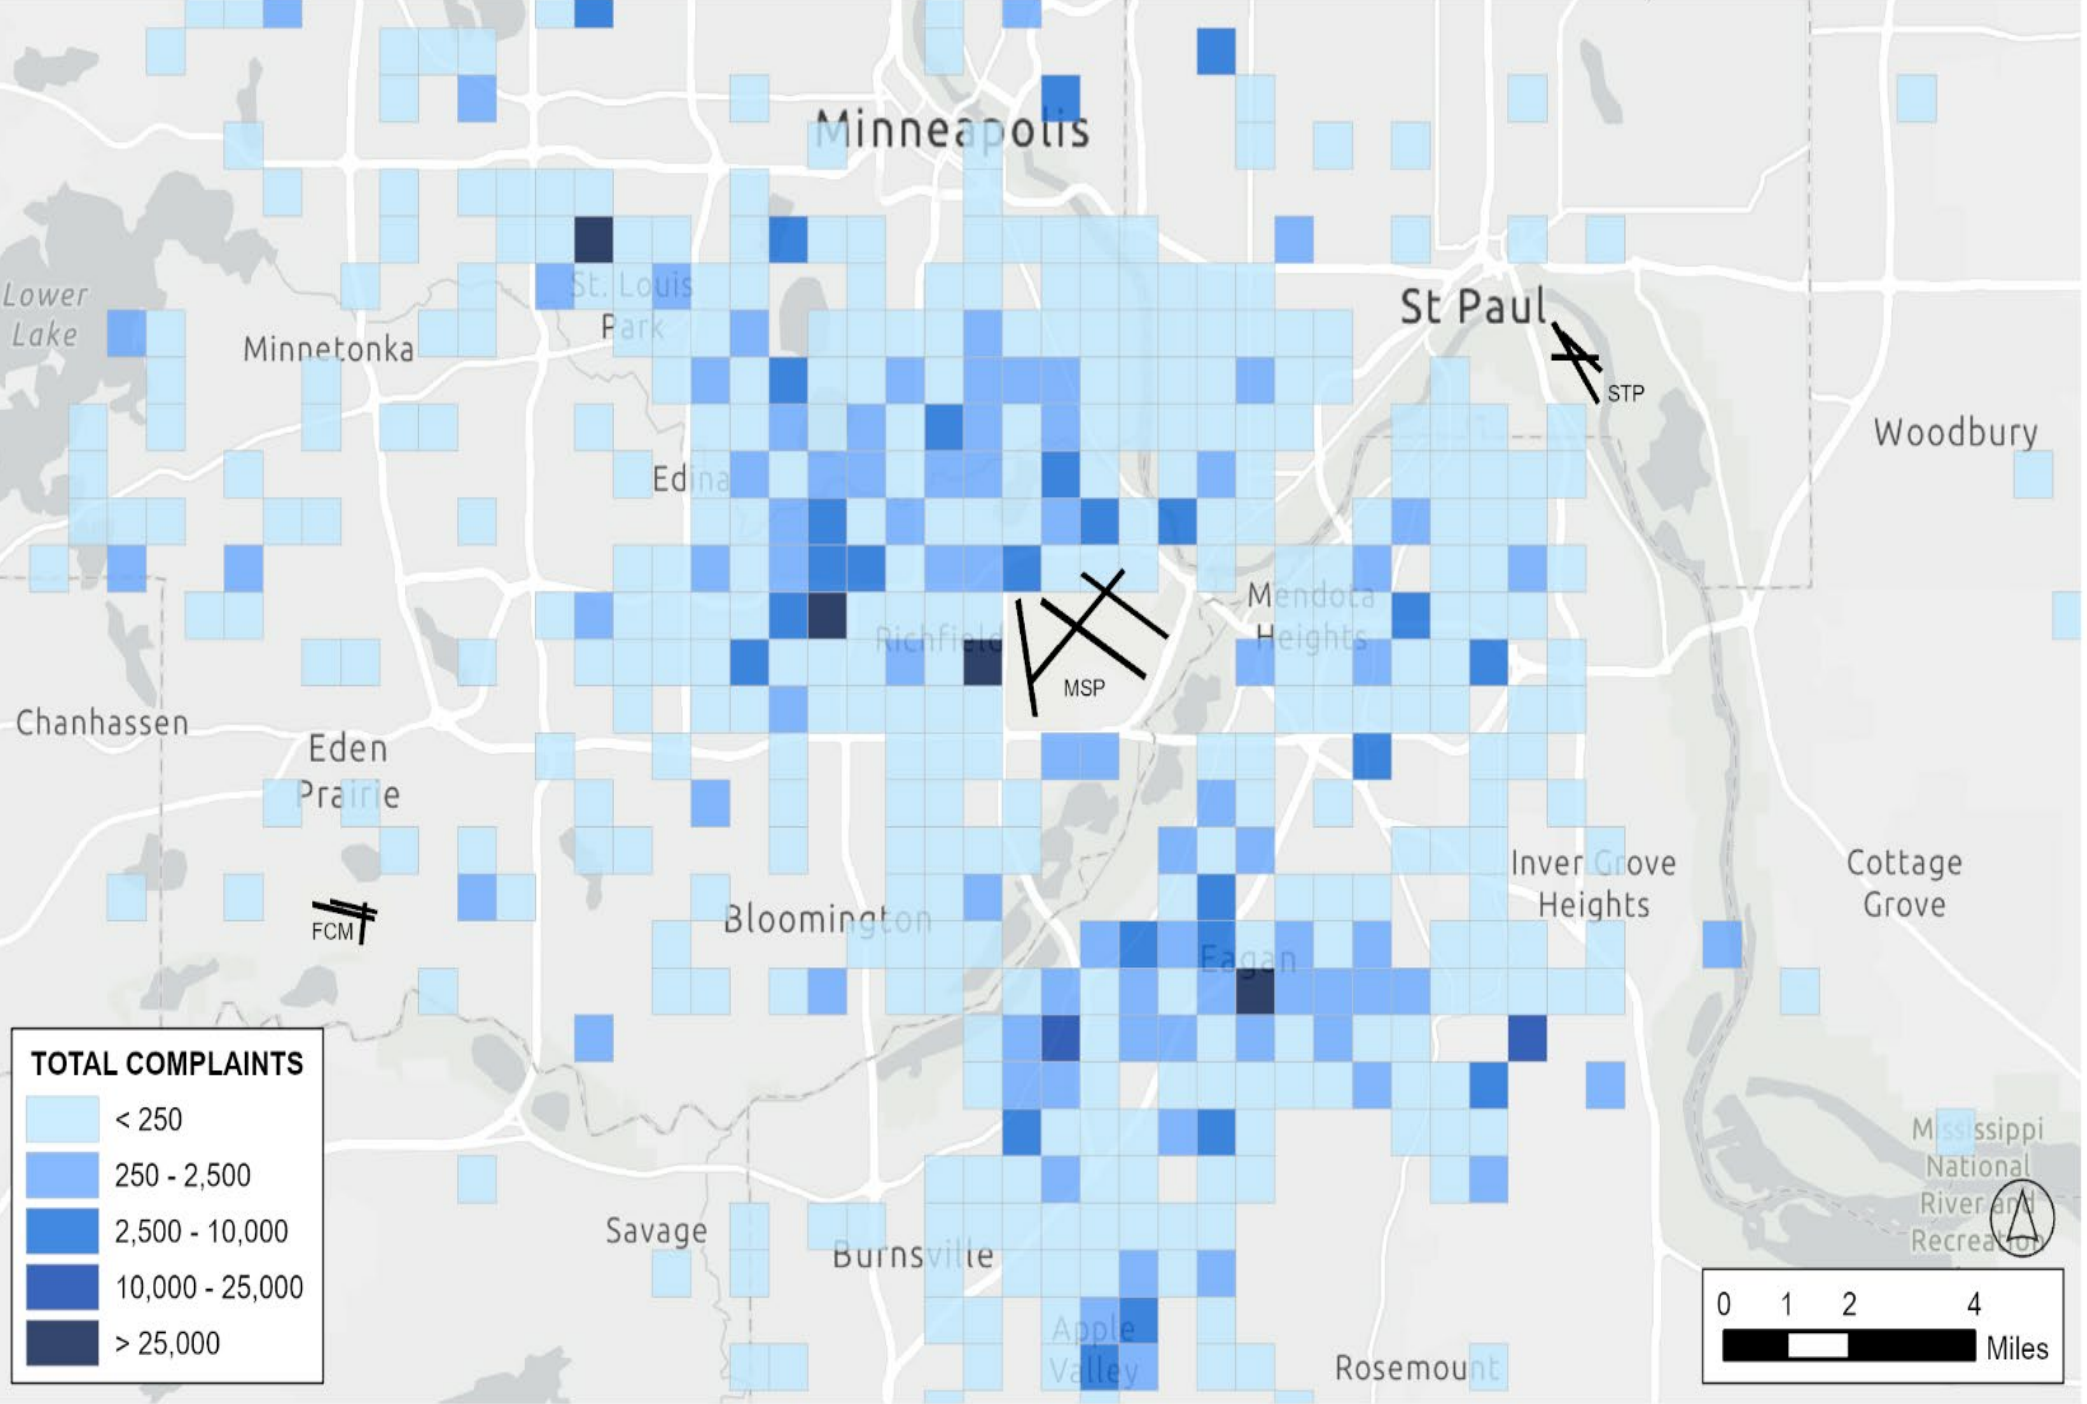 Minneapolis
Lower
Lake
St. Louis
Park
Minnetonka
St Paul
STP
Woodbury
Edina
Mendota
Heights
Richfield
MSP
Chanhassen
Eden
Prairie
FCM
Bloomington
Inver Grove
Heights
Cottage
Grove
Eagan
TOTAL COMPLAINTS
< 250
250 - 2,500
2,500 - 10,000
10,000 - 25,000
> 25,000
Savage
Burnsville
Apple
Valley
Rosemount
Mississippi
National
River and
Recreation
0 1 2 4
Miles